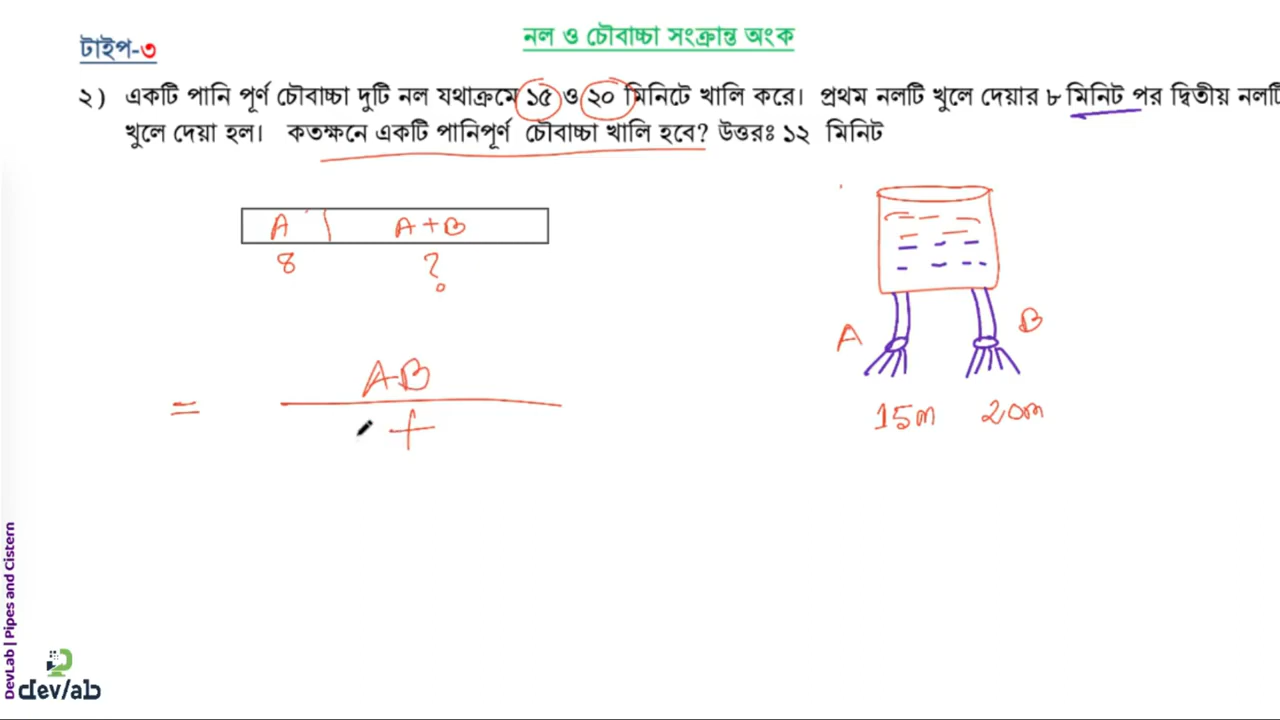 নল ও চৌবাচ্চা সংক্রান্ত অংক
টাইপ-৩
২) একটি পানি পূর্ণ চৌবাচ্চা দুটি নল যথাক্রমে ১৫ ও ২০ মিনিটে খালি করে। প্রথম নলটি খুলে দেয়ার ৮ মিনিট পর দ্বিতীয় নলটি
খুলে দেয়া হল। কতক্ষনে একটি পানিপূর্ণ চৌবাচ্চা খালি হবে? উত্তরঃ ১২ মিনিট
A A+B
8 ?
A B
15m 20m
= AB
+
DevLab | Pipes and Cistern
dev/ab